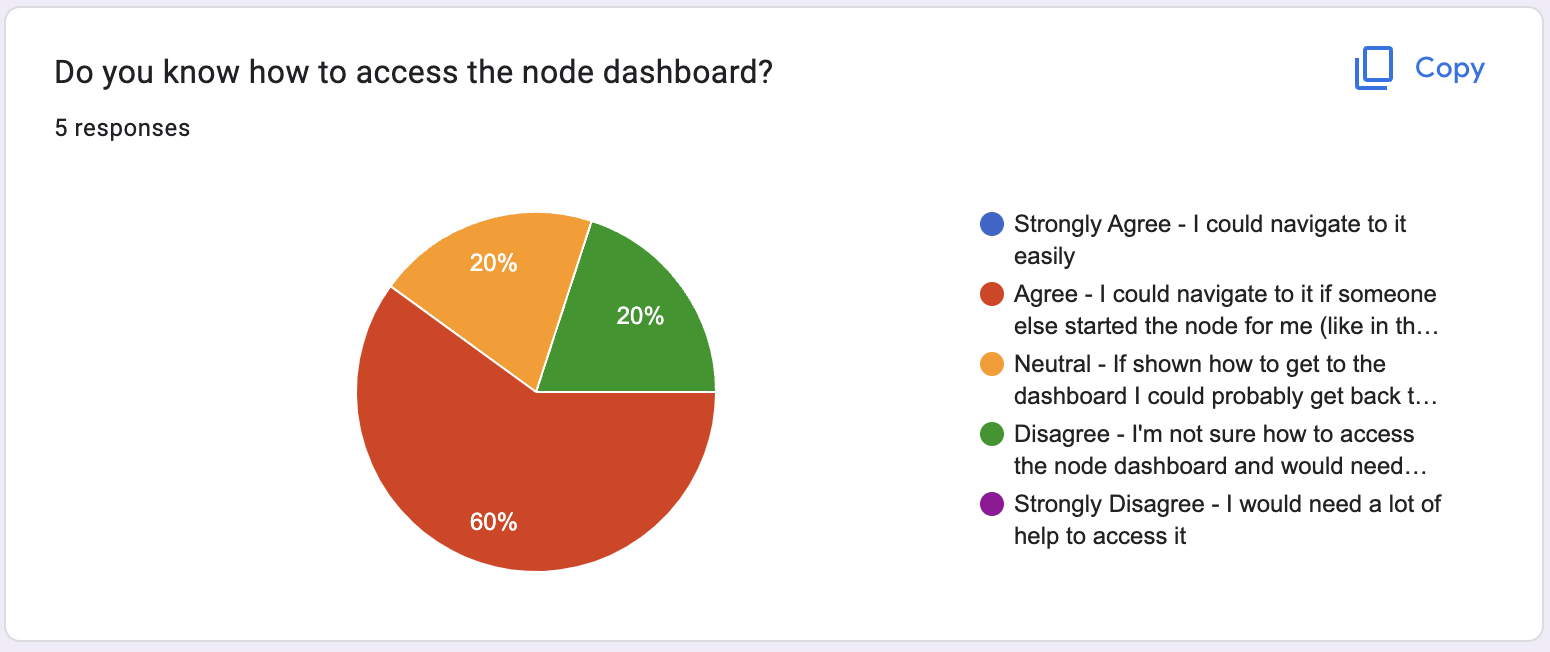 Do you know how to access the node dashboard?
Copy
5 responses
20%
20%
60%
Strongly Agree - I could navigate to it
easily
Agree - I could navigate to it if someone
else started the node for me (like in th…
Neutral - If shown how to get to the
dashboard I could probably get back t…
Disagree - I'm not sure how to access
the node dashboard and would need…
Strongly Disagree - I would need a lot of
help to access it